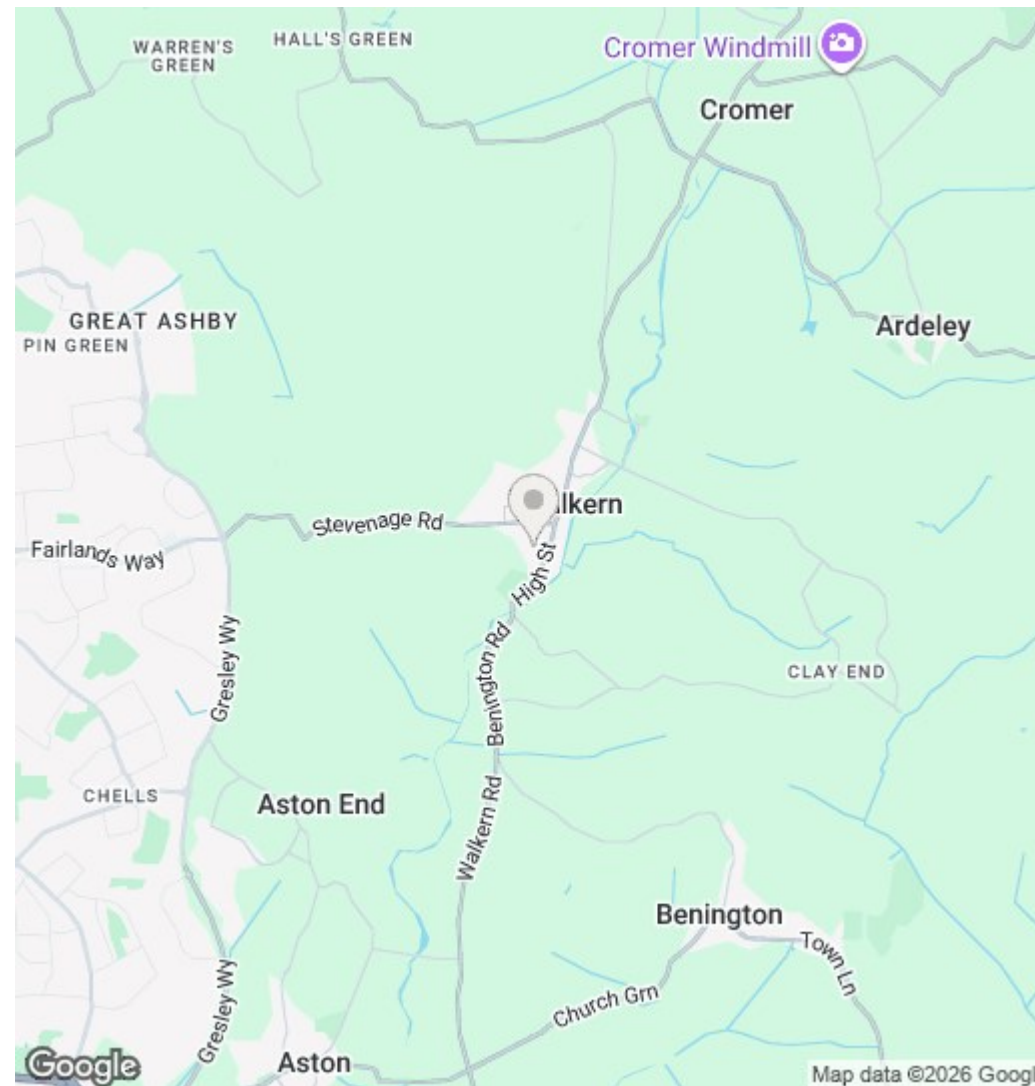 WARREN'S
GREEN
HALL'S GREEN
Cromer Windmill
Cromer
GREAT ASHBY
PIN GREEN
Ardeley
lkern
Stevenage Rd
Fairlands Way
High St
Gresley Wy
Benington Rd
CLAY END
CHELLS
Aston End
Walkern Rd
Benington
Town Ln
Church Grn
Gresley Wy
Aston
Google
Map data ©2026 Googl